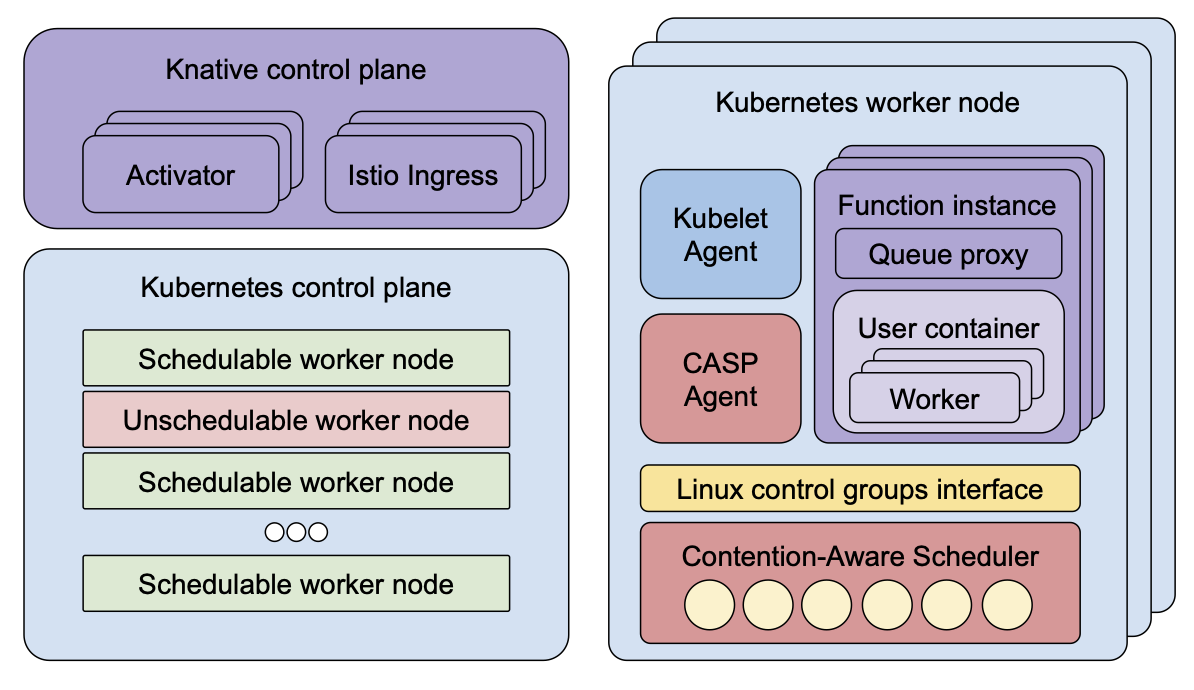 Knative control plane
Activator
Istio Ingress
Kubernetes control plane
Schedulable worker node
Unschedulable worker node
Schedulable worker node
Schedulable worker node
Kubernetes worker node
Kubelet
Agent
CASP
Agent
Function instance
Queue proxy
User container
Worker
Linux control groups interface
Contention-Aware Scheduler